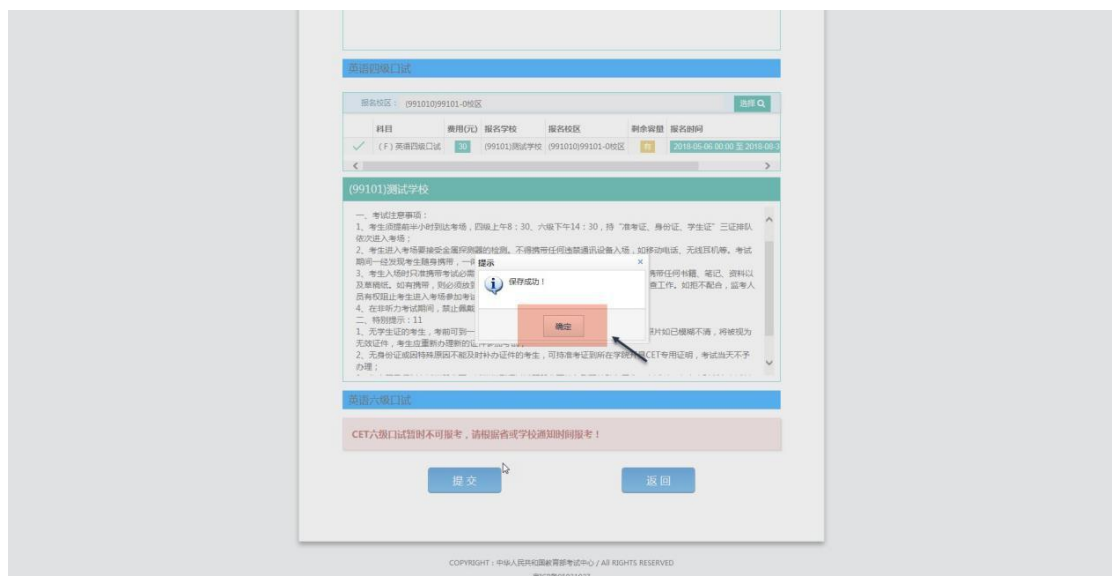 英语四级口试
报名校区： (991010)99101-0校区
选择
科目 费用(元) 报名学校 报名校区 剩余容量 报名时间
(F)英语四级口试 30 (99101)测试学校 (991010)99101-0校区 有 2018-05-06 00:00 至
(99101)测试学校
一、考试注意事项：
1、考生须提前半小时到达考场，四级上午8：30、六级下午14：30，持“准考证、身份证、学生证”三证排队
依次进入考场；
2、考生进入考场要接受金属探测器的检测。不得携带任何违禁通讯设备入场，如移动电话、无线耳机等。考试
期间一经发现考生随身携带，一
提示 ×
3、考生入场时只准携带考试必需
携带任何书籍、笔记、资料以
保存成功！
及草稿纸。如有携带，则必须放
查工作。如拒不配合，监考人
员有权阻止考生进入考场参加考
4、在非听力考试期间，禁止佩戴
二、特别提示：11
确定
1、无学生证的考生，考前可到一
片如已模糊不清，将被视为
无效证件，考生应重新办理新的证件参加考试。
2、无身份证或因特殊原因不能及时补办证件的考生，可持准考证到所在学院开具CET专用证明，考试当天不予
办理；
英语六级口试
CET六级口试暂时不可报考，请根据省或学校通知时间报考！
提 交 返 回
COPYRIGHT：中华人民共和国教育部考试中心 / All RIGHTS RESERVED